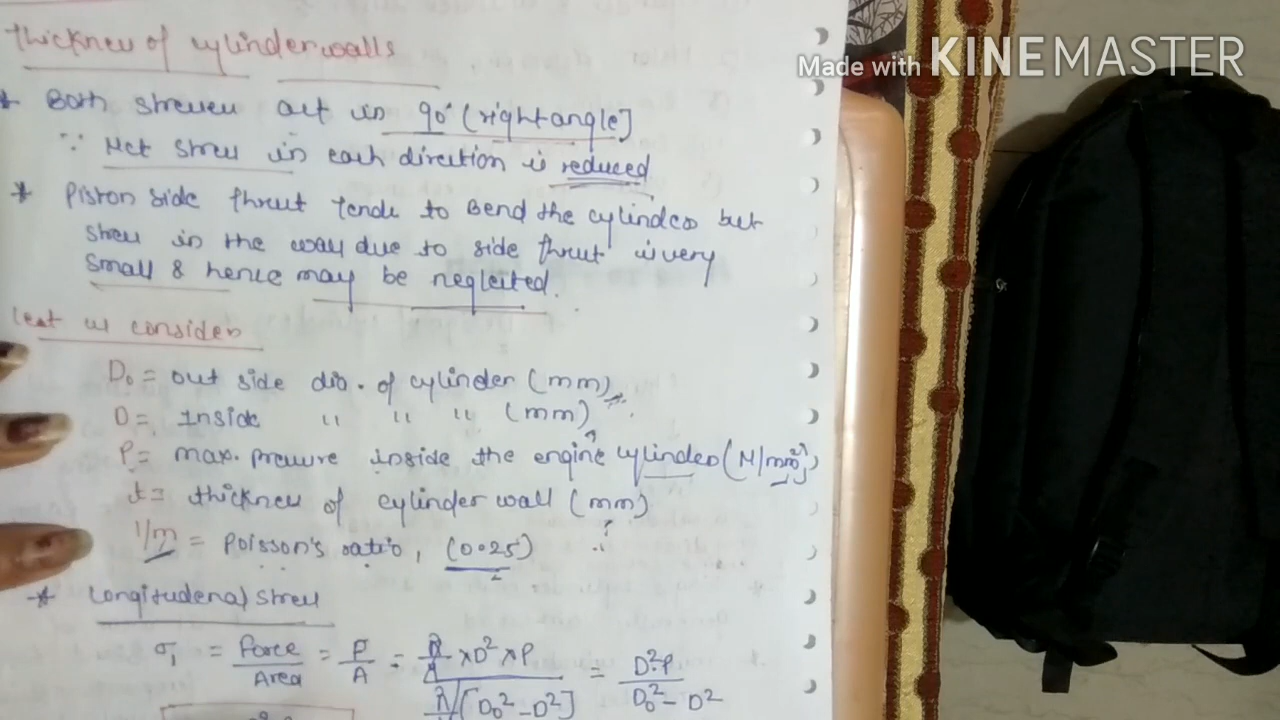 Made with KINEMASTER
thickness of cylinder walls
* Both stresses act in 90° (right angle]
∵ Net stress in each direction is reduced
* Piston side thrust tends to Bend the cylinder but
stress in the wall due to side thrust is very
small & hence may be neglected.
Let us consider
D₀ = out side dia. of cylinder (mm)
D = Inside " " " (mm)
P = max. pressure inside the engine cylinder (N/mm²)
t = thickness of cylinder wall (mm)
1/m = Poisson's ratio, (0.25)
* Longitudenal stress
σ₁ = Force/Area = P/A = π/4 × D² × P / π/4 [D₀² - D²] = D².P / D₀² - D²